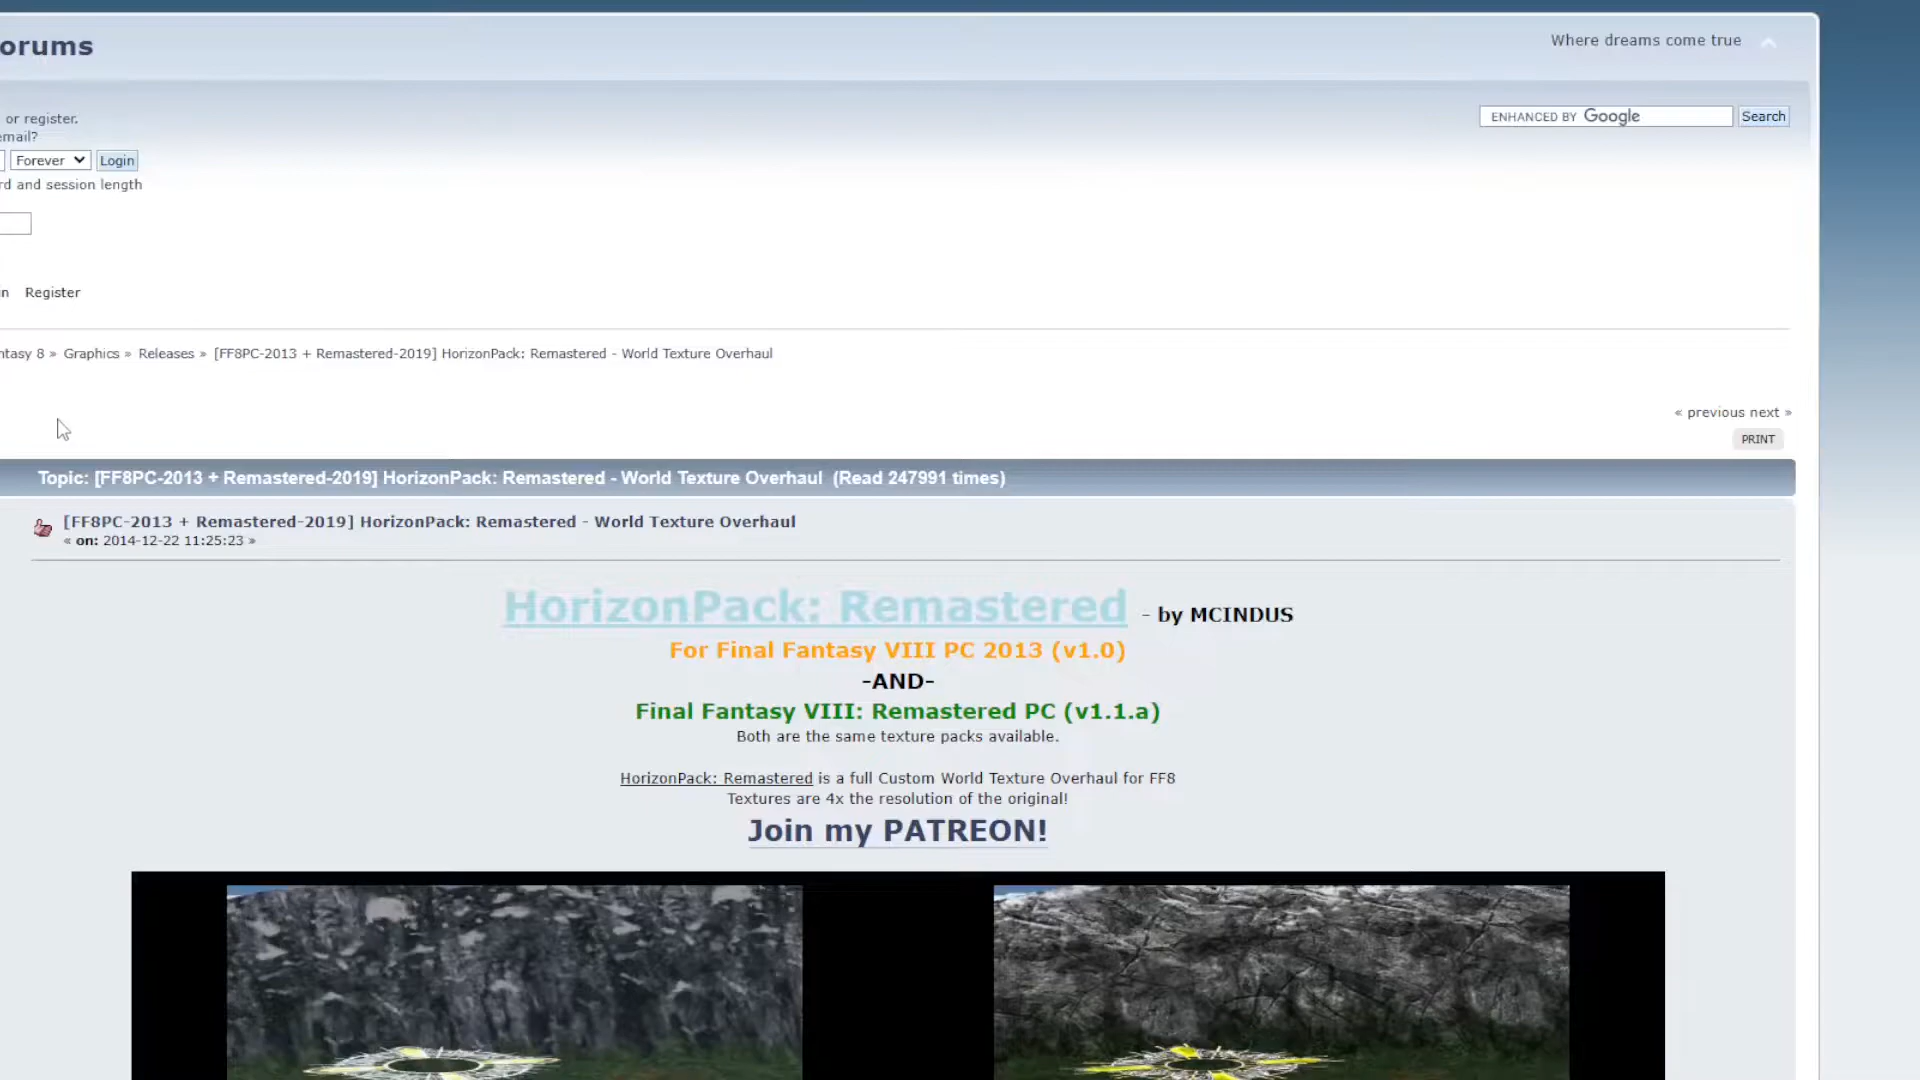 orums
Where dreams come true
or register.
email?
ENHANCED BY Google
Search
Forever
Login
rd and session length
n Register
ntasy 8 » Graphics » Releases » [FF8PC-2013 + Remastered-2019] HorizonPack: Remastered - World Texture Overhaul
« previous next »
PRINT
Topic: [FF8PC-2013 + Remastered-2019] HorizonPack: Remastered - World Texture Overhaul (Read 247991 times)
[FF8PC-2013 + Remastered-2019] HorizonPack: Remastered - World Texture Overhaul
« on: 2014-12-22 11:25:23 »
HorizonPack: Remastered - by MCINDUS
For Final Fantasy VIII PC 2013 (v1.0)
-AND-
Final Fantasy VIII: Remastered PC (v1.1.a)
Both are the same texture packs available.
HorizonPack: Remastered is a full Custom World Texture Overhaul for FF8
Textures are 4x the resolution of the original!
Join my PATREON!